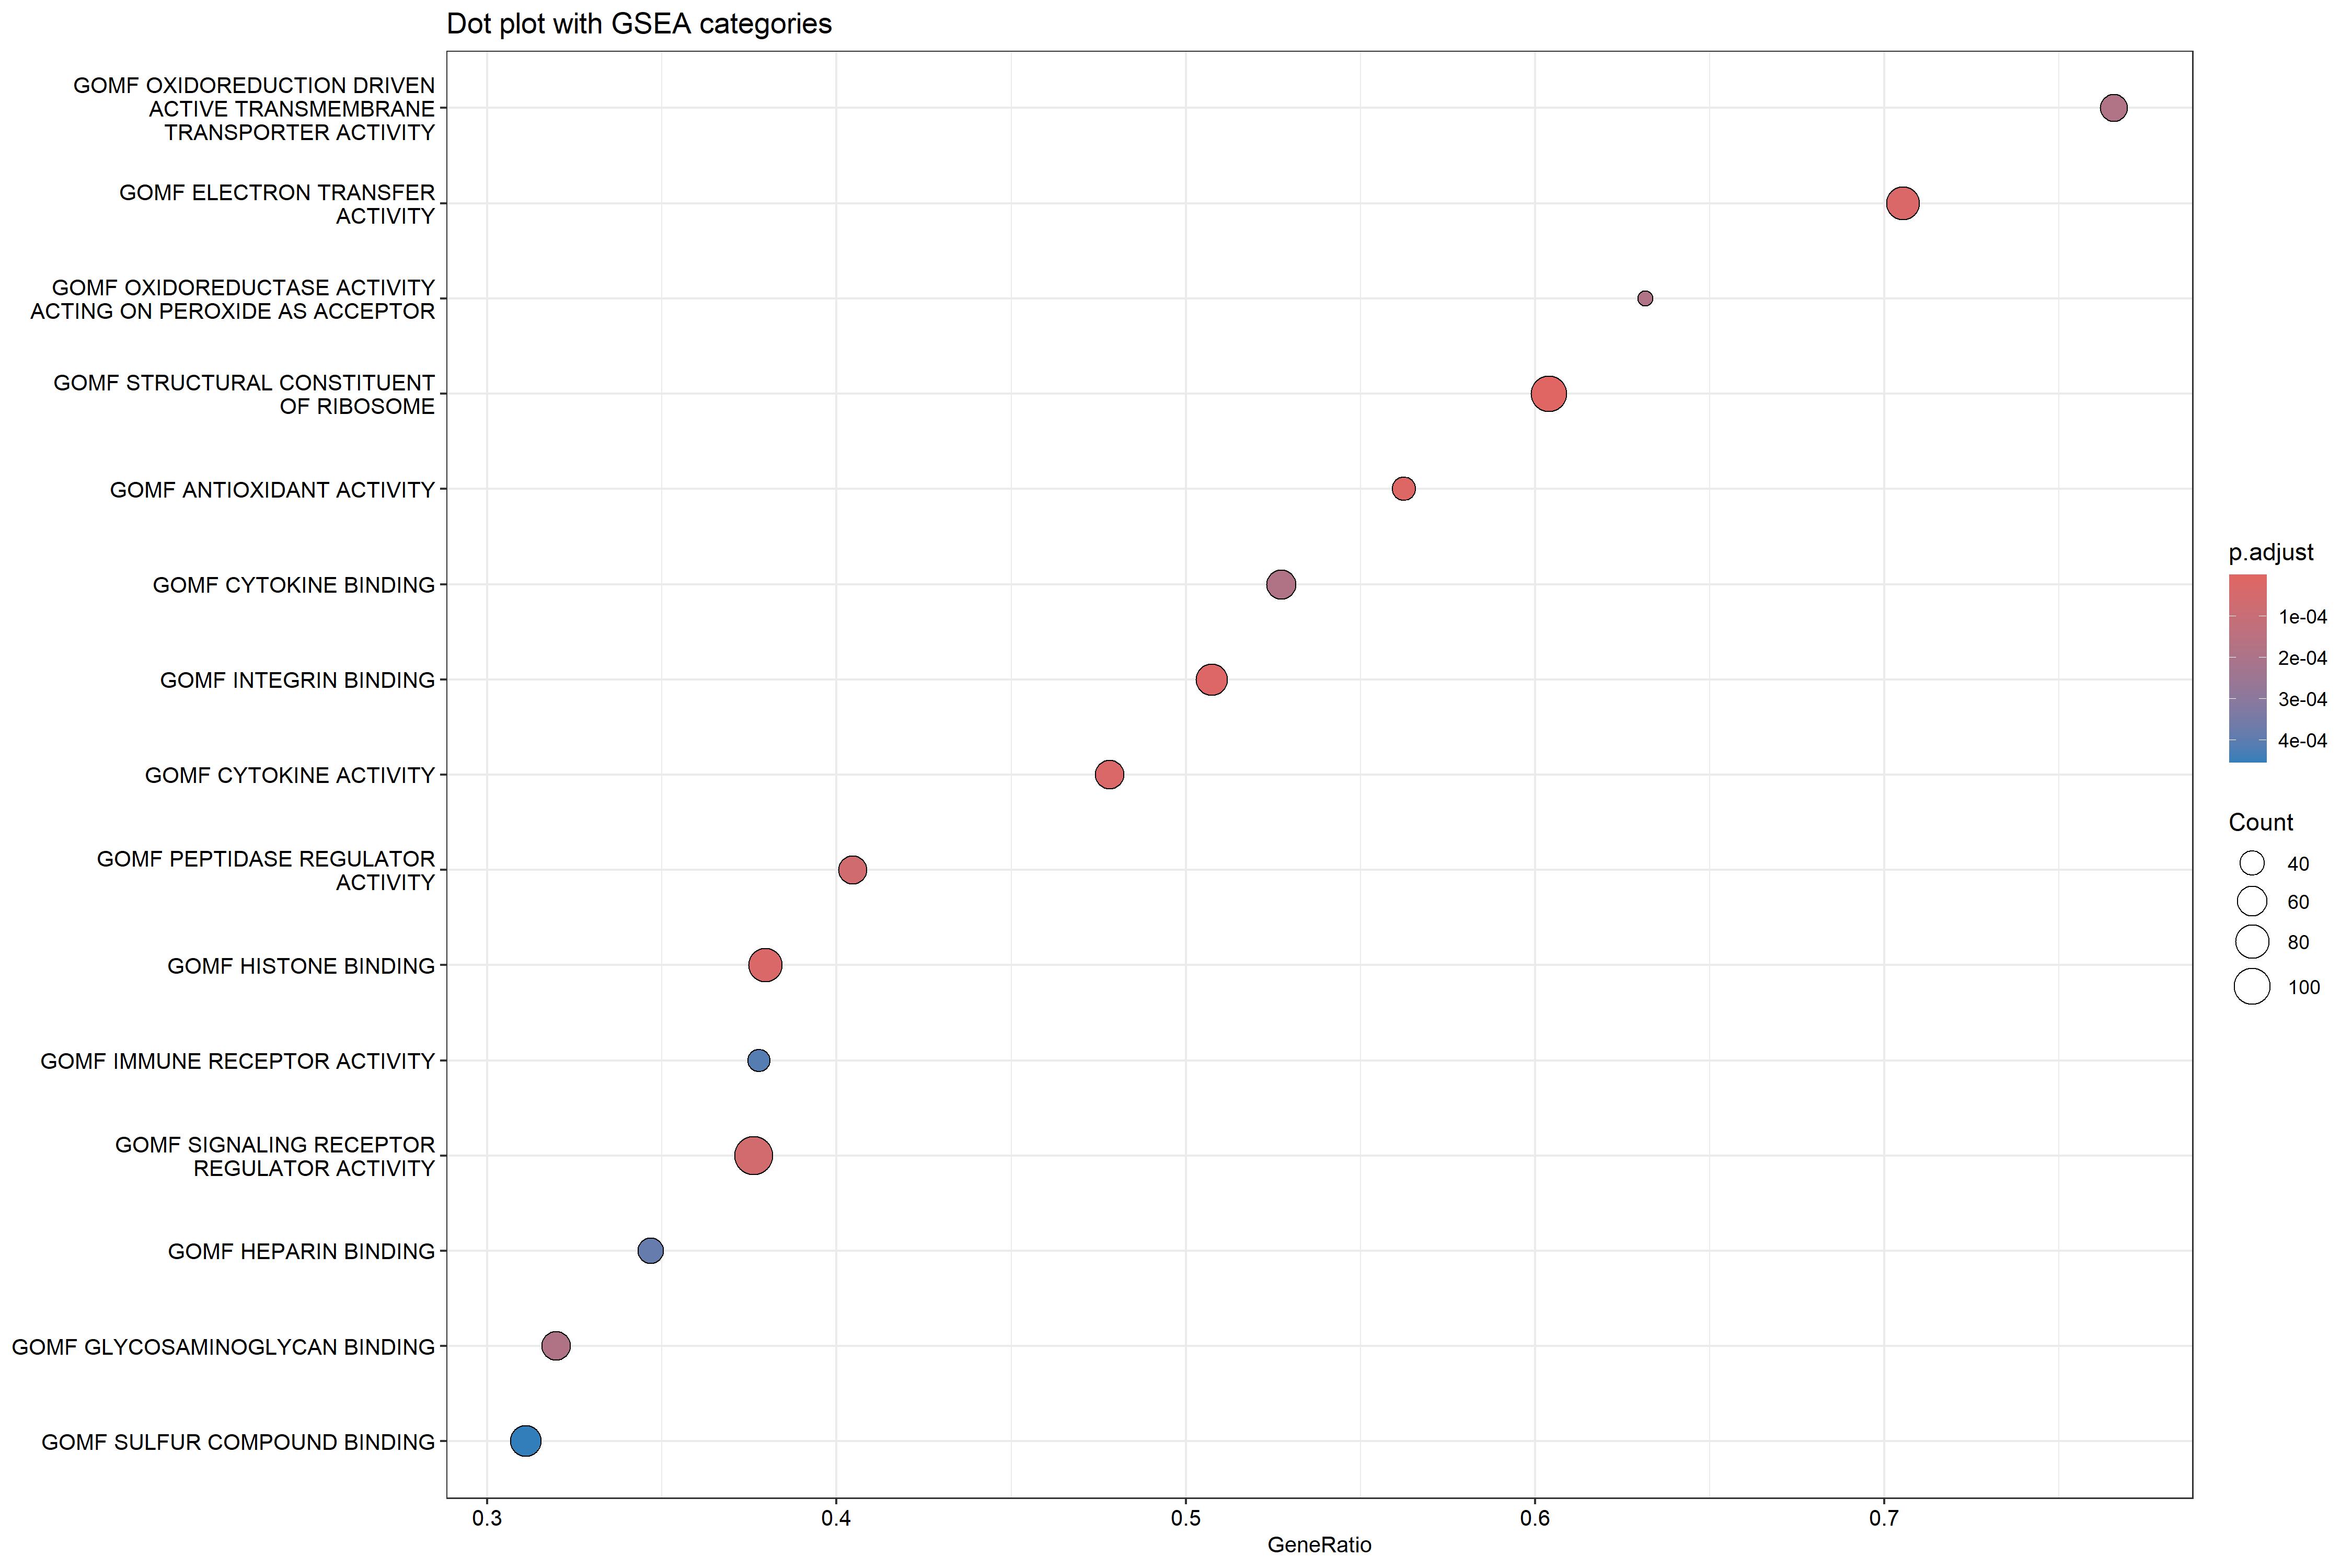 Dot plot with GSEA categories
GOMF OXIDOREDUCTION DRIVEN
ACTIVE TRANSMEMBRANE
TRANSPORTER ACTIVITY
GOMF ELECTRON TRANSFER
ACTIVITY
GOMF OXIDOREDUCTASE ACTIVITY
ACTING ON PEROXIDE AS ACCEPTOR
GOMF STRUCTURAL CONSTITUENT
OF RIBOSOME
GOMF ANTIOXIDANT ACTIVITY
GOMF CYTOKINE BINDING
GOMF INTEGRIN BINDING
GOMF CYTOKINE ACTIVITY
GOMF PEPTIDASE REGULATOR
ACTIVITY
GOMF HISTONE BINDING
GOMF IMMUNE RECEPTOR ACTIVITY
GOMF SIGNALING RECEPTOR
REGULATOR ACTIVITY
GOMF HEPARIN BINDING
GOMF GLYCOSAMINOGLYCAN BINDING
GOMF SULFUR COMPOUND BINDING
0.3
0.4
0.5
0.6
0.7
GeneRatio
p.adjust
1e-04
2e-04
3e-04
4e-04
Count
40
60
80
100